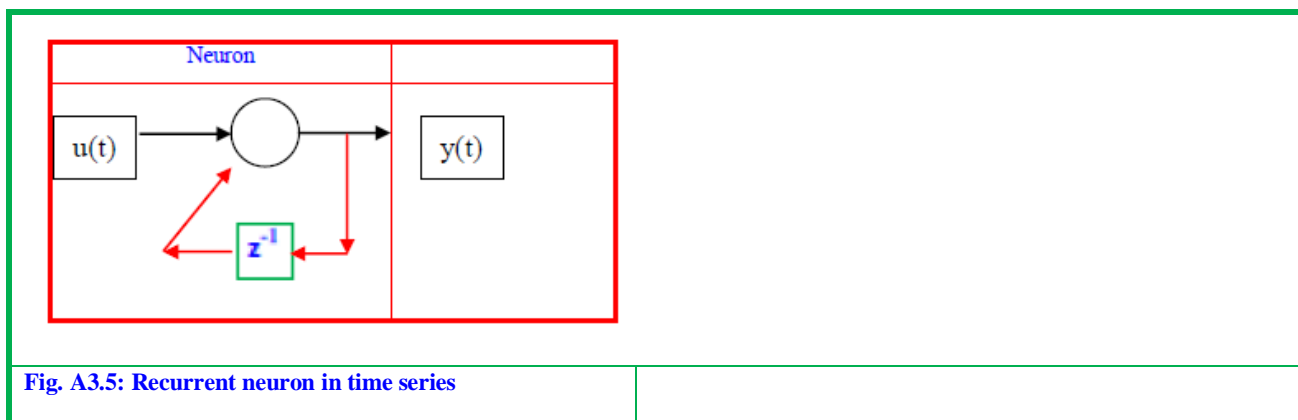 Neuron
u(t)
y(t)
z⁻¹
Fig. A3.5: Recurrent neuron in time series